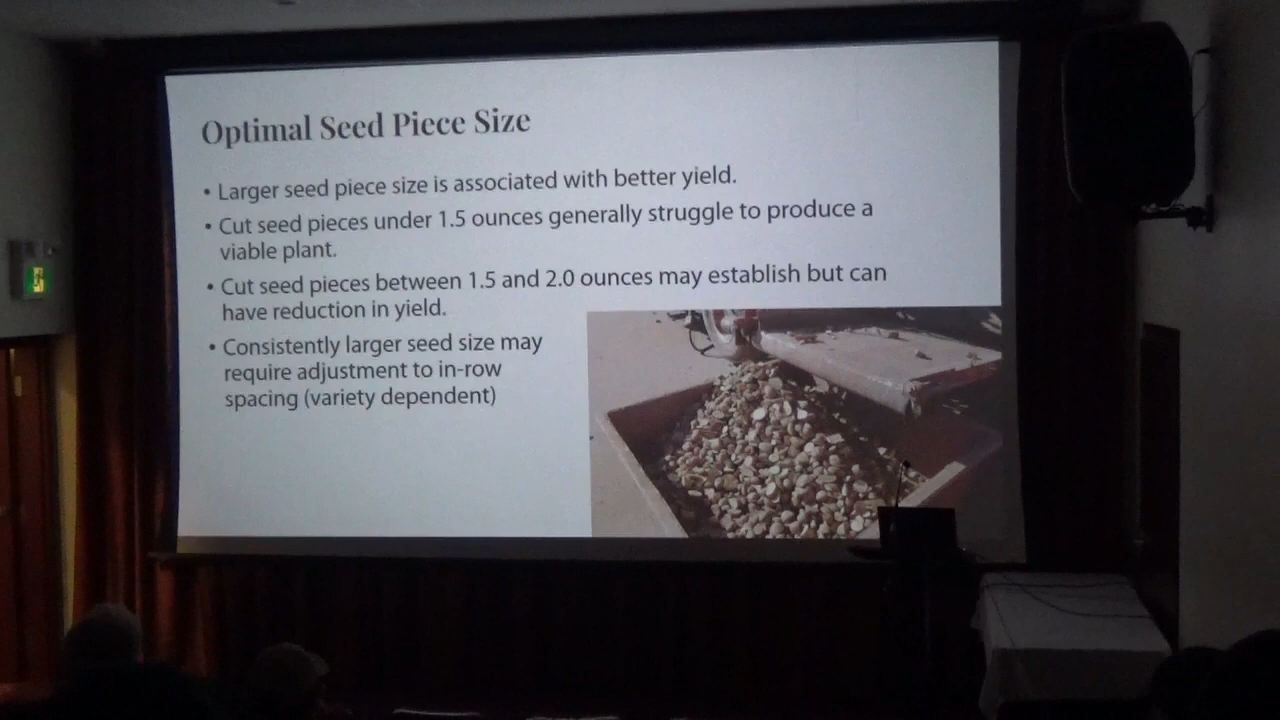 Optimal Seed Piece Size
• Larger seed piece size is associated with better yield.
• Cut seed pieces under 1.5 ounces generally struggle to produce a
viable plant.
• Cut seed pieces between 1.5 and 2.0 ounces may establish but can
have reduction in yield.
• Consistently larger seed size may
require adjustment to in-row
spacing (variety dependent)